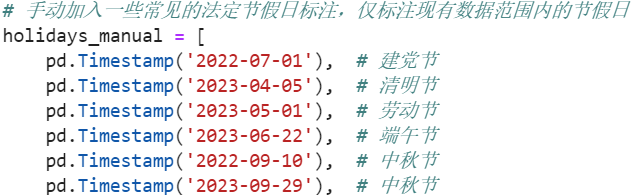 # 手动加入一些常见的法定节假日标注，仅标注现有数据范围内的节假日
holidays_manual = [
    pd.Timestamp('2022-07-01'),  # 建党节
    pd.Timestamp('2023-04-05'),  # 清明节
    pd.Timestamp('2023-05-01'),  # 劳动节
    pd.Timestamp('2023-06-22'),  # 端午节
    pd.Timestamp('2022-09-10'),  # 中秋节
    pd.Timestamp('2023-09-29'),  # 中秋节